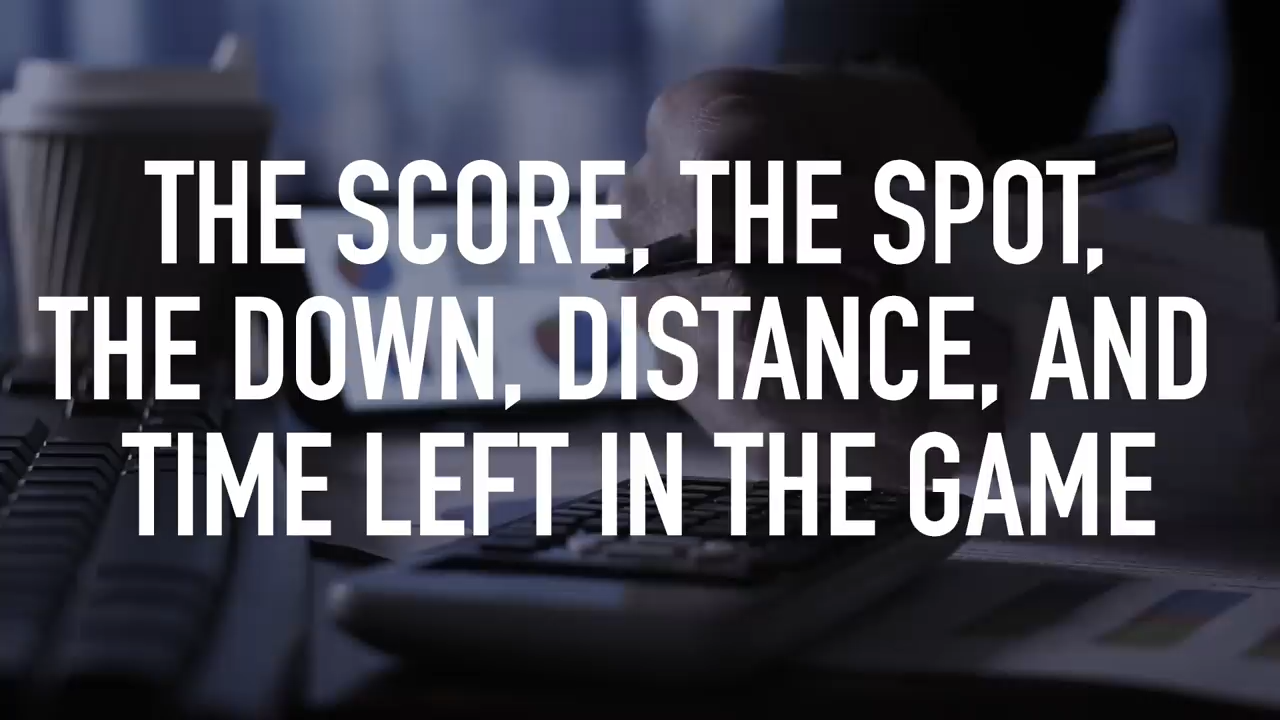 THE SCORE, THE SPOT,
THE DOWN, DISTANCE, AND
TIME LEFT IN THE GAME